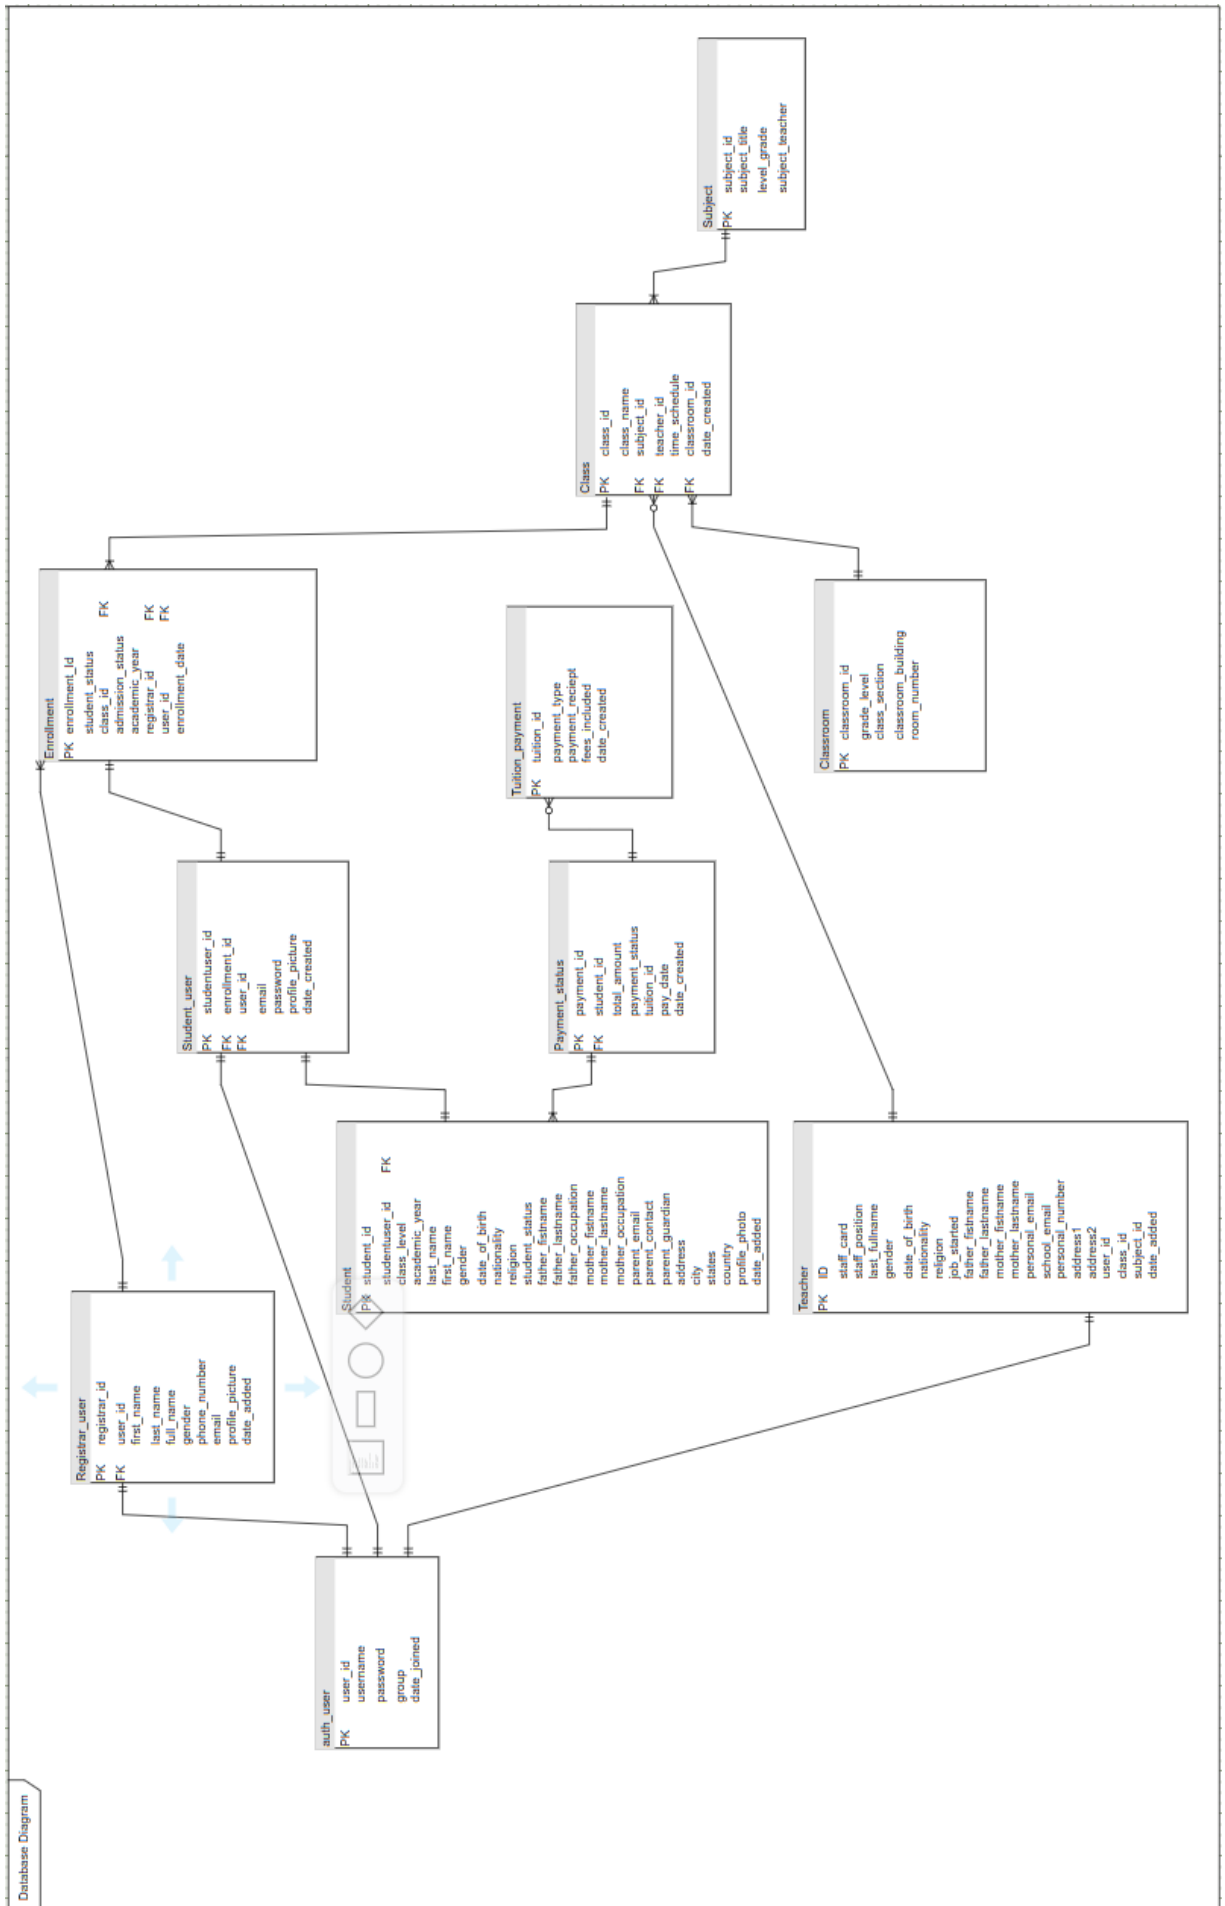 Database Diagram
auth_user
PK user_id
username
password
group
date_joined
Registrar_user
PK registrar_id
FK user_id
first_name
last_name
full_name
gender
phone_number
email
profile_picture
date_added
Enrollment
PK enrollment_Id
student_status
class_id FK
admission_status
academic_year
registrar_id FK
user_id FK
enrollment_date
Student_user
PK studentuser_id
FK enrollment_id
FK user_id
email
password
profile_picture
date_created
Student
PK student_id
studentuser_id FK
class_level
academic_year
last_name
first_name
gender
date_of_birth
nationality
religion
student_status
father_fistname
father_lastname
father_occupation
mother_fistname
mother_lastname
mother_occupation
parent_email
parent_contact
parent_guardian
address
city
states
country
profile_photo
date_added
Payment_status
PK payment_id
FK student_id
total_amount
payment_status
tuition_id
pay_date
date_created
Tuition_payment
PK tuition_id
payment_type
payment_reciept
fees_included
date_created
Class
PK class_id
class_name
FK subject_id
FK teacher_id
time_schedule
FK classroom_id
date_created
Subject
PK subject_id
subject_title
level_grade
subject_teacher
Teacher
PK ID
staff_card
staff_position
last_fullname
gender
date_of_birth
nationality
religion
job_started
father_fistname
father_lastname
mother_fistname
mother_lastname
personal_email
school_email
personal_number
address1
address2
user_id
class_id
subject_id
date_added
Classroom
PK classroom_id
grade_level
class_section
classroom_building
room_number